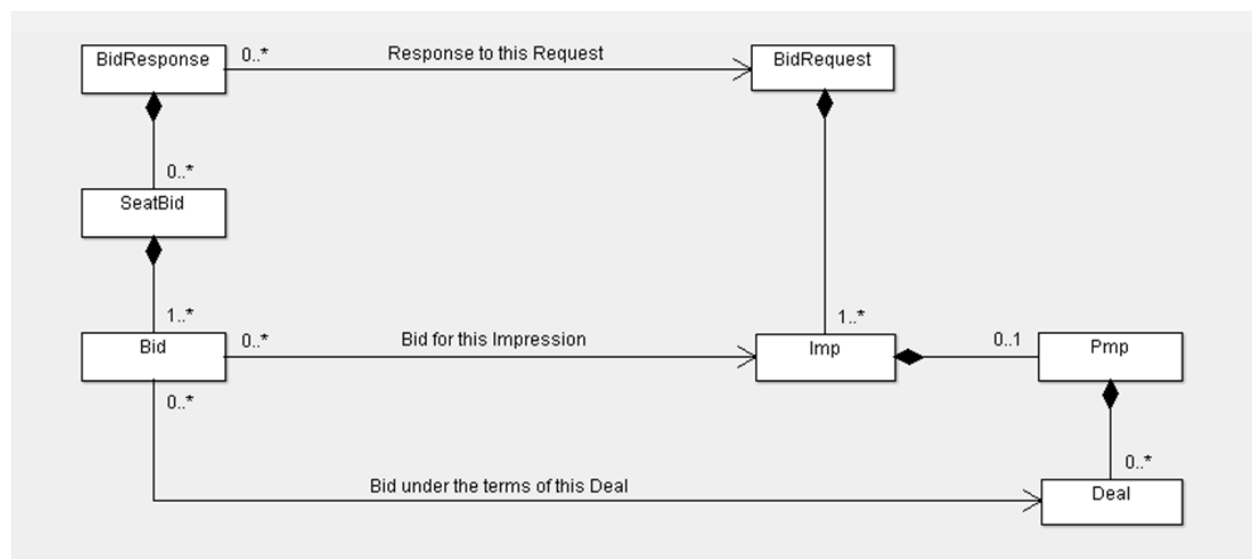 BidResponse
0..*
Response to this Request
BidRequest
0..*
SeatBid
1..*
Bid
0..*
Bid for this Impression
1..*
Imp
0..1
Pmp
0..*
0..*
Bid under the terms of this Deal
Deal